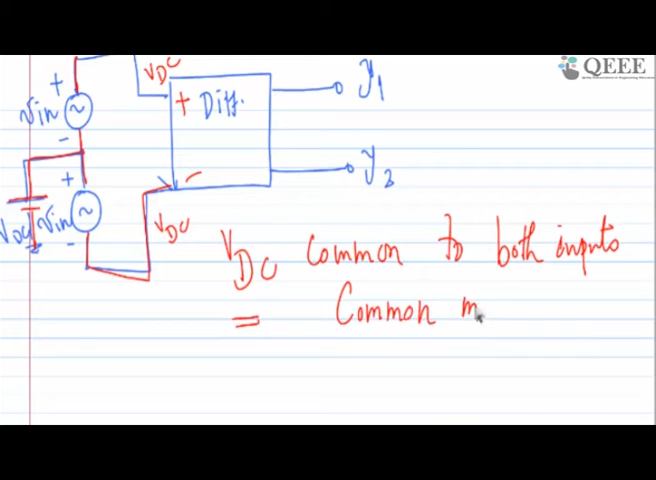 QEEE
VDC
y1
+ Diff.
+
vin
-
y2
+
-
VDC vin
-
VDC
VDC common to both inputs
= Common m